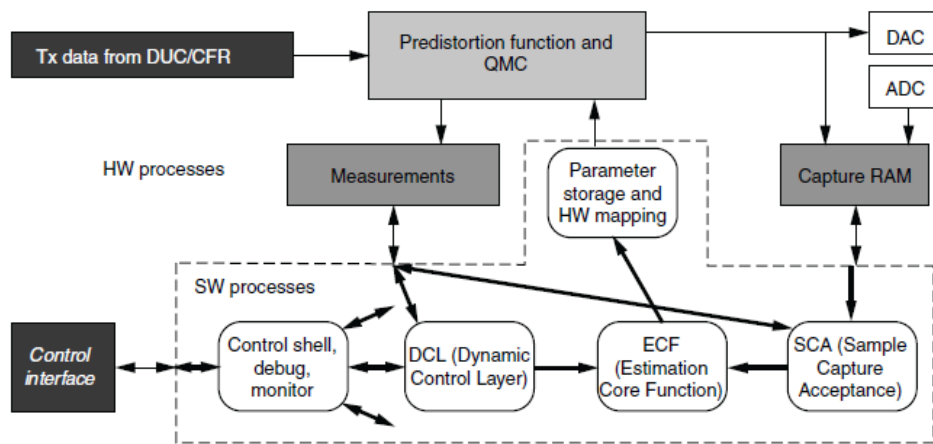 Tx data from DUC/CFR
Predistortion function and
QMC
DAC
ADC
HW processes
Measurements
Parameter
storage and
HW mapping
Capture RAM
SW processes
Control
interface
Control shell,
debug,
monitor
DCL (Dynamic
Control Layer)
ECF
(Estimation
Core Function)
SCA (Sample
Capture
Acceptance)